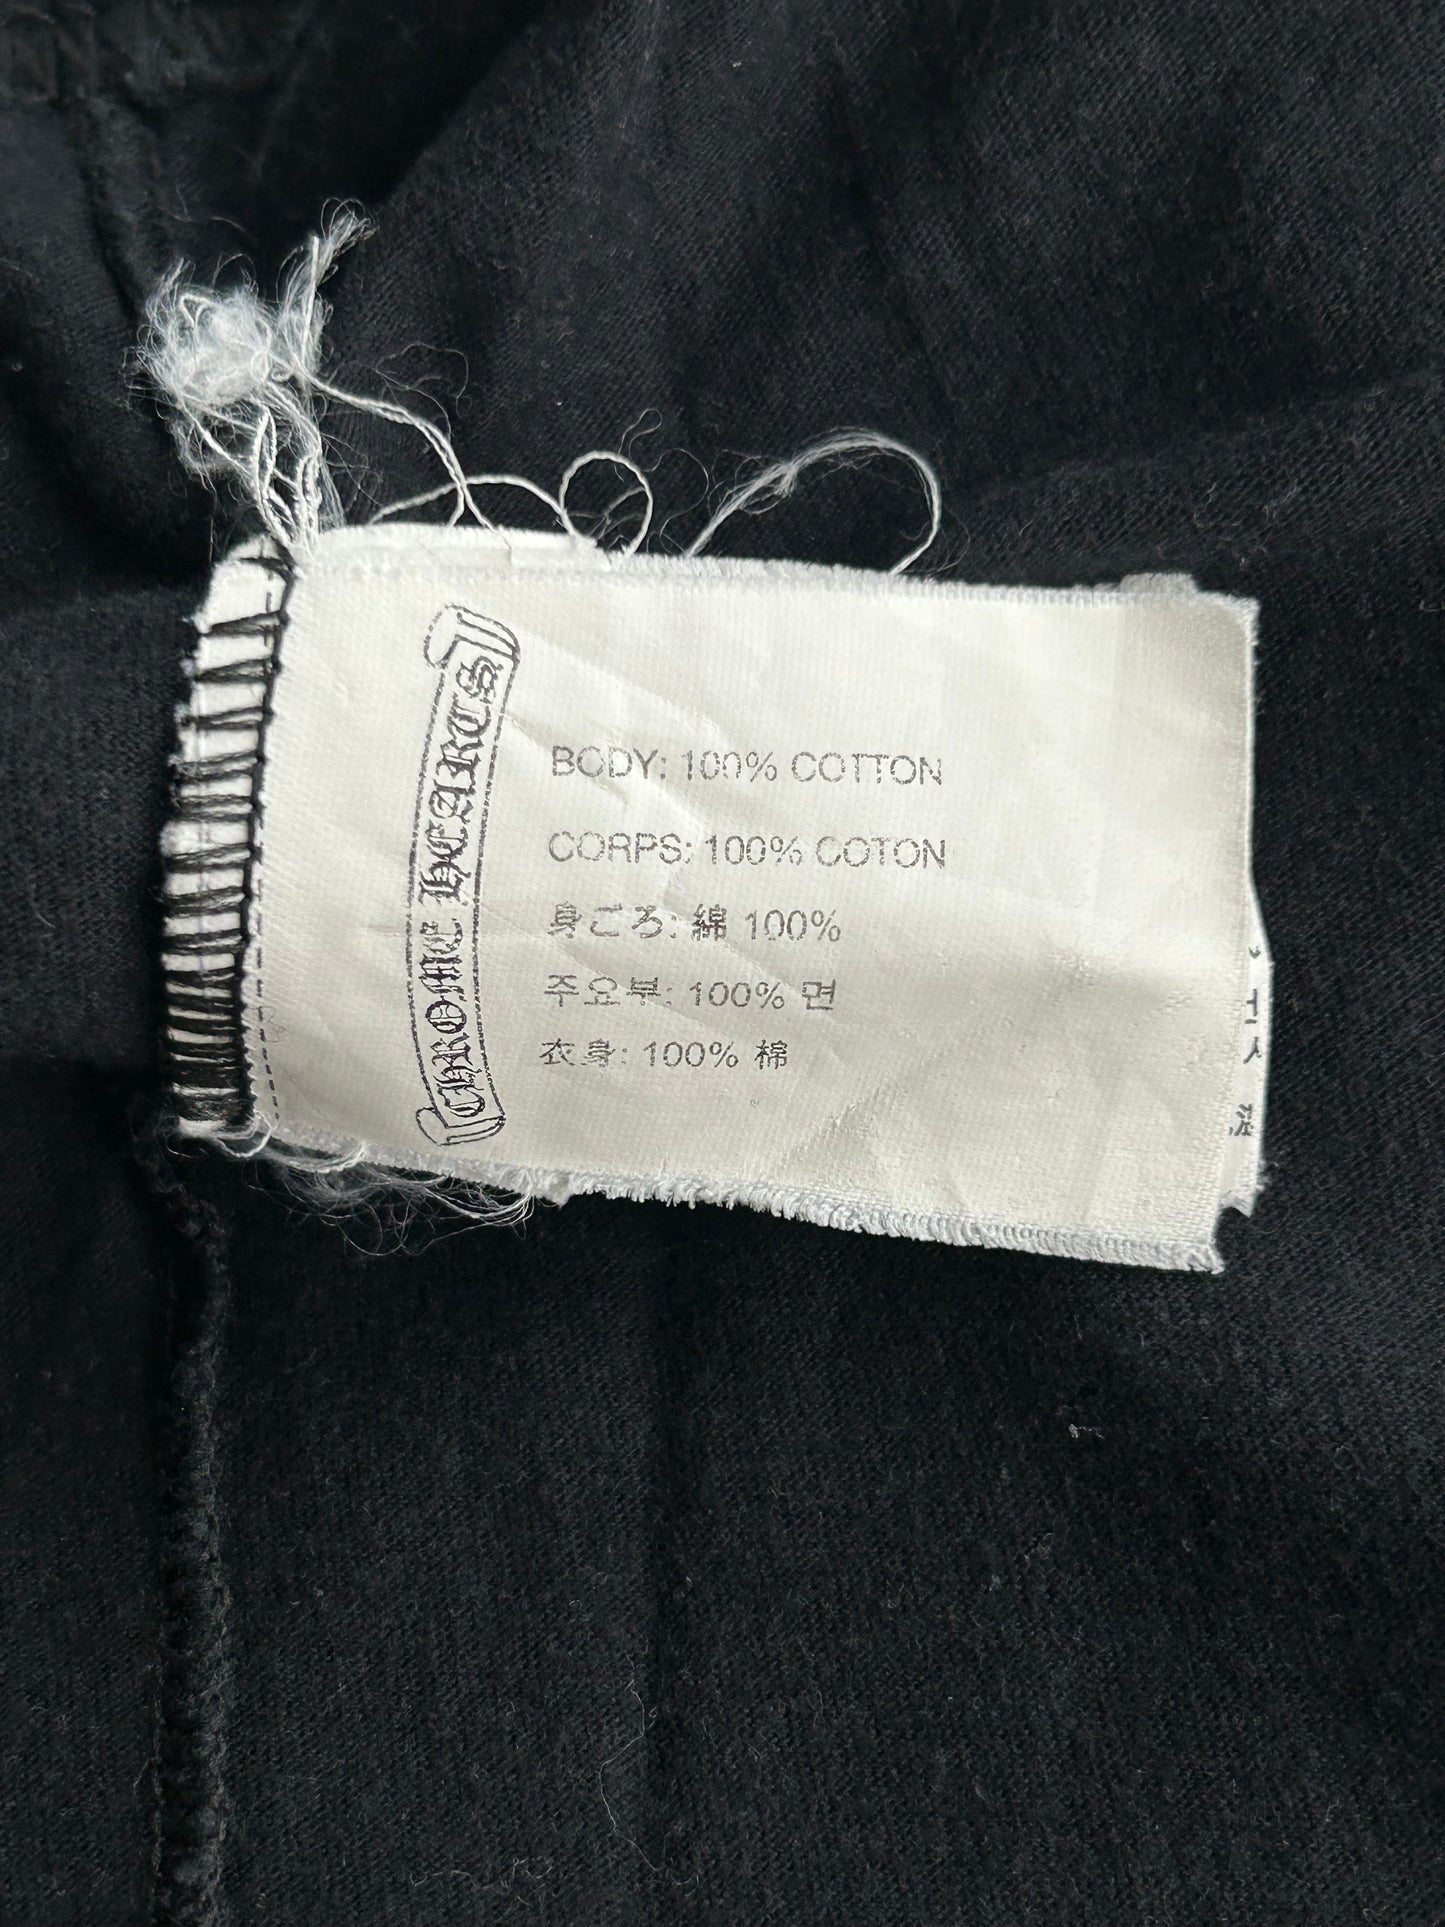 CHROME HEARTS
BODY: 100% COTTON
CORPS: 100% COTON
身ごろ: 綿 100%
주요부: 100% 면
衣身: 100% 棉